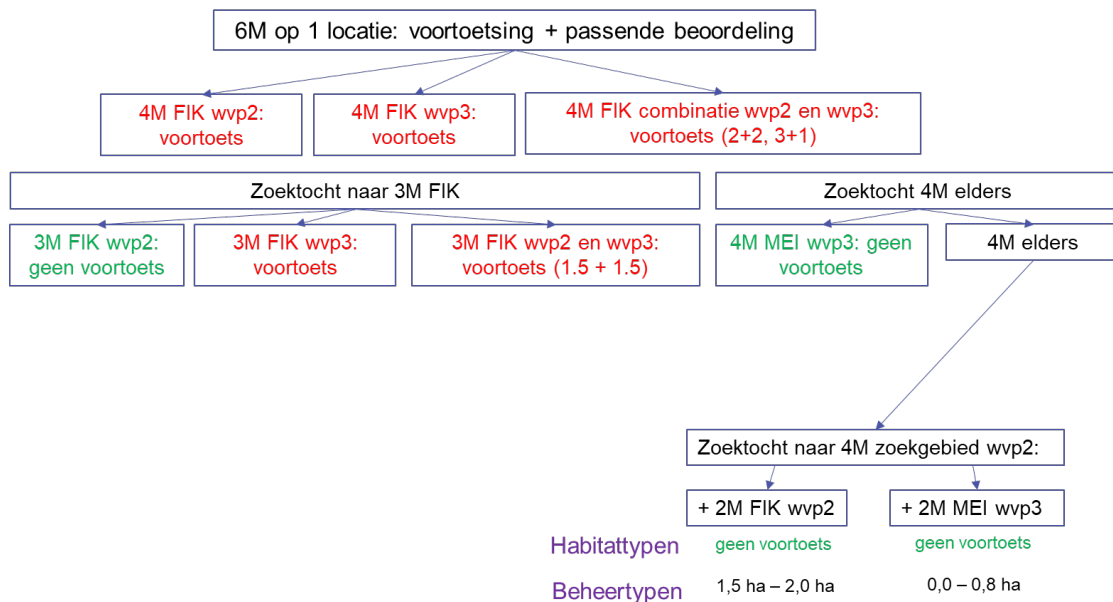 6M op 1 locatie: voortoetsing + passende beoordeling
4M FIK wvp2:
voortoets
4M FIK wvp3:
voortoets
4M FIK combinatie wvp2 en wvp3:
voortoets (2+2, 3+1)
Zoektocht naar 3M FIK
Zoektocht 4M elders
3M FIK wvp2:
geen voortoets
3M FIK wvp3:
voortoets
3M FIK wvp2 en wvp3:
voortoets (1.5 + 1.5)
4M MEI wvp3: geen
voortoets
4M elders
Zoektocht naar 4M zoekgebied wvp2:
+ 2M FIK wvp2
+ 2M MEI wvp3
Habitattypen
geen voortoets
geen voortoets
Beheertypen
1,5 ha – 2,0 ha
0,0 – 0,8 ha